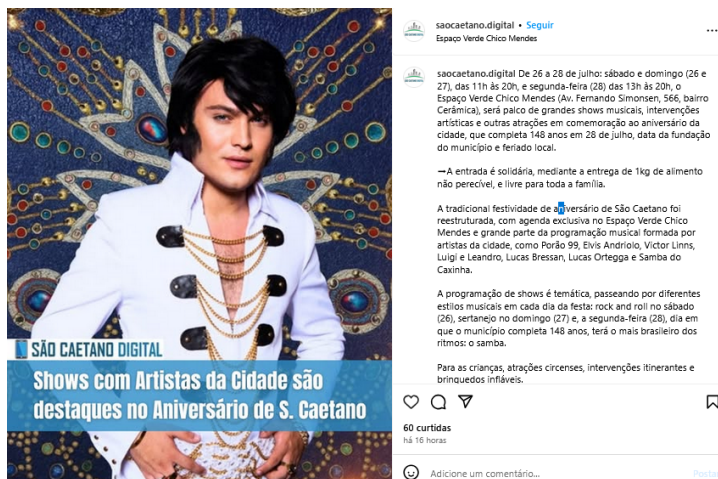 SÃO CAETANO DIGITAL
Shows com Artistas da Cidade são
destaques no Aniversário de S. Caetano
saocaetano.digital • Seguir
Espaço Verde Chico Mendes
saocaetano.digital De 26 a 28 de julho: sábado e domingo (26 e
27), das 11h às 20h, e segunda-feira (28) das 13h às 20h, o
Espaço Verde Chico Mendes (Av. Fernando Simonsen, 566, bairro
Cerâmica), será palco de grandes shows musicais, intervenções
artísticas e outras atrações em comemoração ao aniversário da
cidade, que completa 148 anos em 28 de julho, data da fundação
do município e feriado local.
→A entrada é solidária, mediante a entrega de 1kg de alimento
não perecível, e livre para toda a família.
A tradicional festividade de aniversário de São Caetano foi
reestruturada, com agenda exclusiva no Espaço Verde Chico
Mendes e grande parte da programação musical formada por
artistas da cidade, como Porão 99, Elvis Andriolo, Victor Linns,
Luigi e Leandro, Lucas Bressan, Lucas Ortegga e Samba do
Caxinha.
A programação de shows é temática, passeando por diferentes
estilos musicais em cada dia da festa: rock and roll no sábado
(26), sertanejo no domingo (27) e, a segunda-feira (28), dia em
que o município completa 148 anos, terá o mais brasileiro dos
ritmos: o samba.
Para as crianças, atrações circenses, intervenções itinerantes e
brinquedos infláveis.
60 curtidas
há 16 horas
Adicione um comentário...
Postar